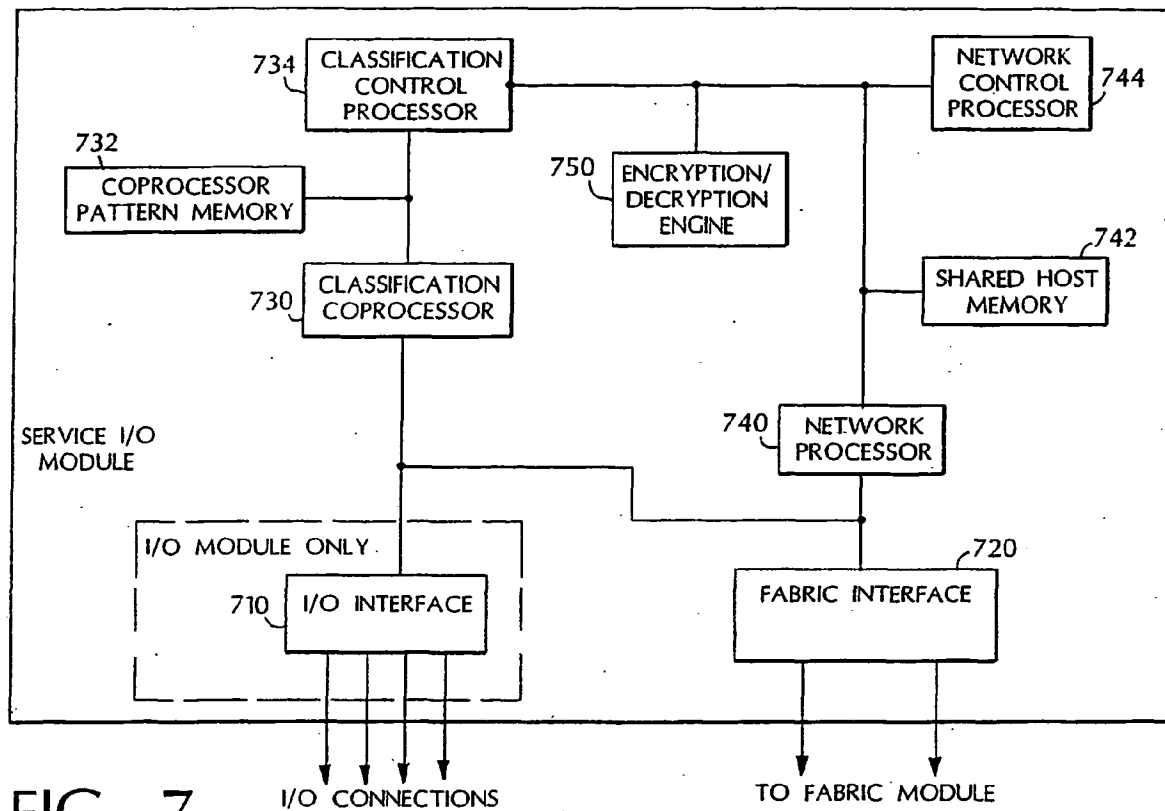 734
CLASSIFICATION
CONTROL
PROCESSOR
NETWORK
CONTROL
PROCESSOR
744
732
COPROCESSOR
PATTERN MEMORY
750
ENCRYPTION/
DECRYPTION
ENGINE
742
SHARED HOST
MEMORY
730
CLASSIFICATION
COPROCESSOR
740
NETWORK
PROCESSOR
SERVICE I/O
MODULE
I/O MODULE ONLY
710
I/O INTERFACE
720
FABRIC INTERFACE
FIG. 7
I/O CONNECTIONS
TO FABRIC MODULE